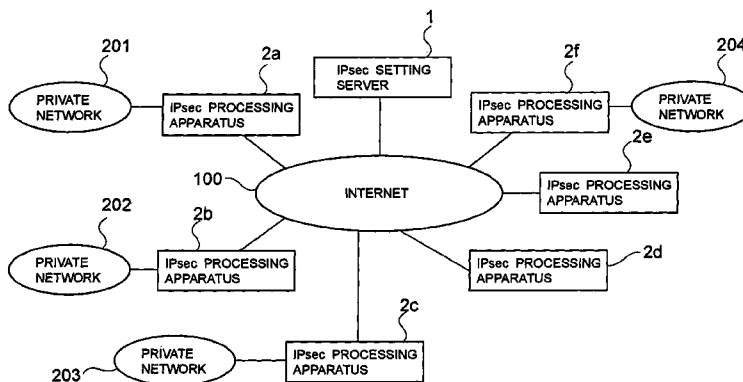 1
201
2a
2f
204
PRIVATE
NETWORK
IPsec PROCESSING
APPARATUS
IPsec SETTING
SERVER
IPsec PROCESSING
APPARATUS
PRIVATE
NETWORK
2e
100
INTERNET
IPsec PROCESSING
APPARATUS
202
2b
PRIVATE
NETWORK
IPsec PROCESSING
APPARATUS
IPsec PROCESSING
APPARATUS
2d
2c
203
PRIVATE
NETWORK
IPsec PROCESSING
APPARATUS